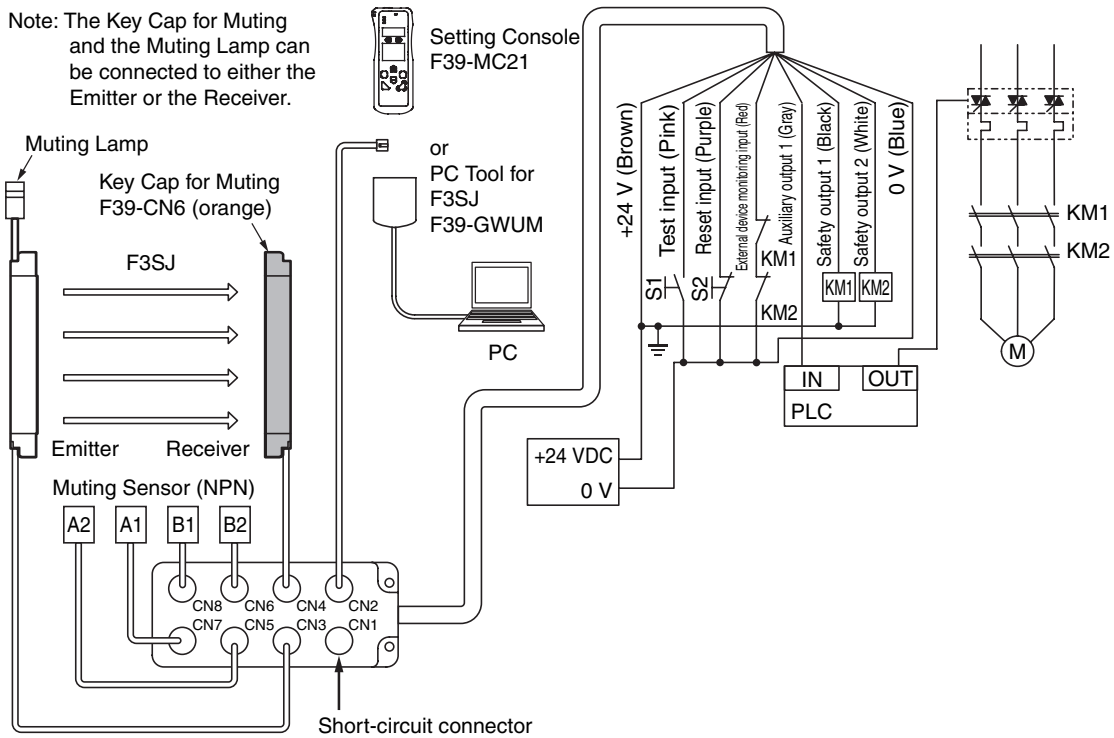 Note: The Key Cap for Muting
and the Muting Lamp can
be connected to either the
Emitter or the Receiver.
Setting Console
F39-MC21
or
PC Tool for
F3SJ
F39-GWUM
PC
Muting Lamp
Key Cap for Muting
F39-CN6 (orange)
F3SJ
Emitter
Receiver
Muting Sensor (NPN)
A2
A1
B1
B2
CN8
CN6
CN4
CN2
CN7
CN5
CN3
CN1
Short-circuit connector
+24 V (Brown)
Test input (Pink)
Reset input (Purple)
External device monitoring input (Red)
Auxiliary output 1 (Gray)
Safety output 1 (Black)
Safety output 2 (White)
0 V (Blue)
S1
S2
KM1
KM2
KM1
KM2
IN
OUT
PLC
+24 VDC
0 V
KM1
KM2
M